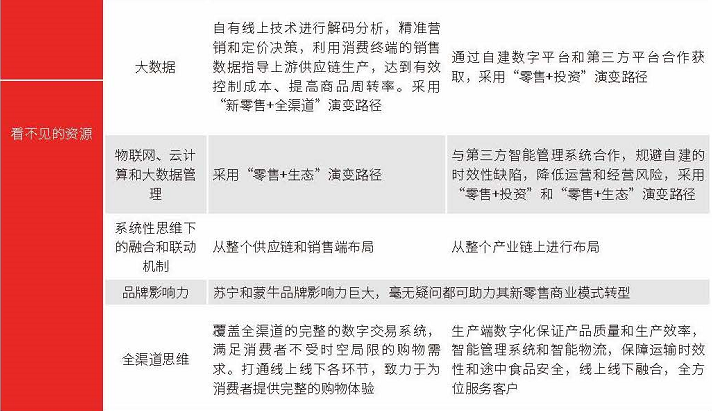 看不见的资源
大数据
自有线上技术进行解码分析，精准营
销和定价决策，利用消费终端的销售
数据指导上游供应链生产，达到有效
控制成本、提高商品周转率。采用
“新零售+全渠道”演变路径
通过自建数字平台和第三方平台合作获
取，采用“零售+投资”演变路径
物联网、云计
算和大数据管
理
采用“零售+生态”演变路径
与第三方智能管理系统合作，规避自建的
时效性缺陷，降低运营和经营风险，采用
“零售+投资”和“零售+生态”演变路径
系统性思维下
的融合和联动
机制
从整个供应链和销售端布局
从整个产业链上进行布局
品牌影响力
苏宁和蒙牛品牌影响力巨大，毫无疑问都可助力其新零售商业模式转型
全渠道思维
覆盖全渠道的完整的数字交易系统，
满足消费者不受时空局限的购物需
求。打通线上线下各环节，致力于为
消费者提供完整的购物体验
生产端数字化保证产品质量和生产效率，
智能管理系统和智能物流，保障运输时效
性和途中食品安全，线上线下融合，全方
位服务客户